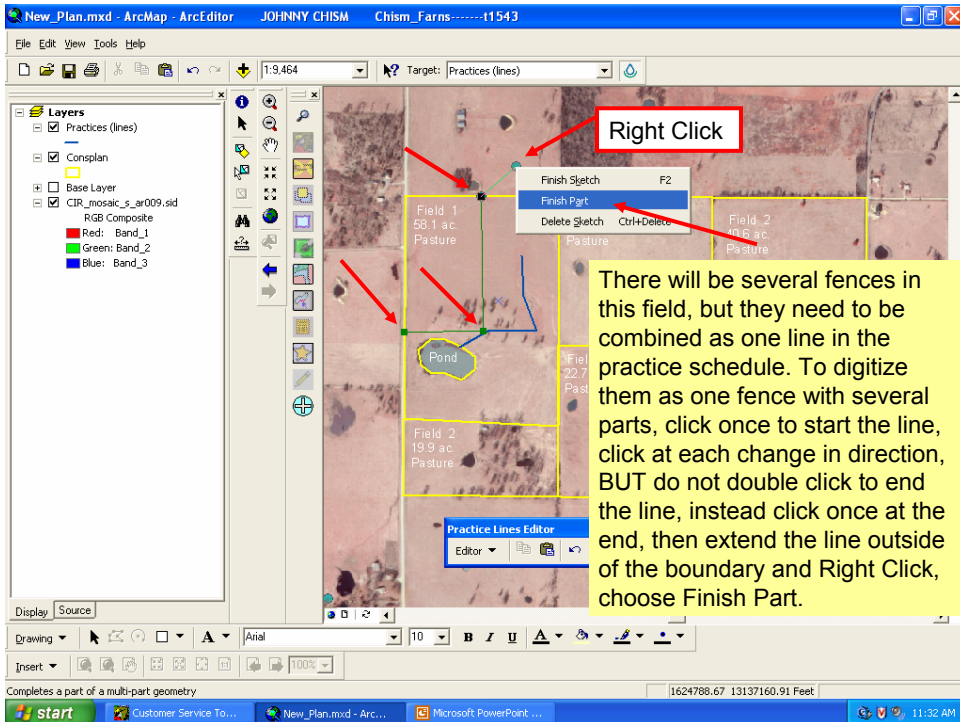 New_Plan.mxd - ArcMap - ArcEditor JOHNNY CHISM Chism_Farns-------t1543
File Edit View Tools Help
1:9,464
Target: Practices (lines)
Layers
Practices (lines)
Consplan
Base Layer
CIR_mosaic_s_ar009.sid
RGB Composite
Red: Band_1
Green: Band_2
Blue: Band_3
Right Click
Finish Sketch F2
Finish Part
Delete Sketch Ctrl+Delete
Field 1
58.1 ac.
Pasture
Pasture
Field 2
40.6 ac.
Pasture
Pond
Fiel
22.7
Past
Field 2
19.9 ac.
Pasture
There will be several fences in
this field, but they need to be
combined as one line in the
practice schedule. To digitize
them as one fence with several
parts, click once to start the line,
click at each change in direction,
BUT do not double click to end
the line, instead click once at the
end, then extend the line outside
of the boundary and Right Click,
choose Finish Part.
Practice Lines Editor
Editor
Display Source
Drawing A Arial 10 B I U A
Insert 100%
Completes a part of a multi-part geometry
1624788.67 13137160.91 Feet
start Customer Service To... New_Plan.mxd - Arc... Microsoft PowerPoint ... 11:32 AM